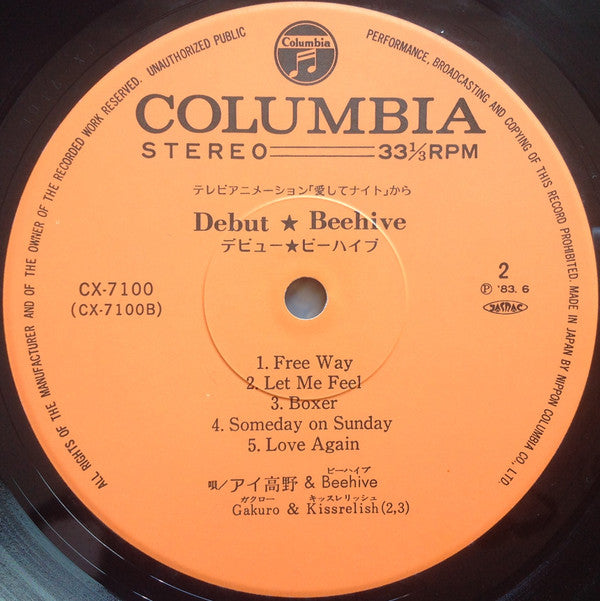 ALL RIGHTS OF THE MANUFACTURER AND OF THE OWNER OF THE RECORDED WORK RESERVED. UNAUTHORIZED PUBLIC PERFORMANCE, BROADCASTING AND COPYING OF THIS RECORD PROHIBITED. MADE IN JAPAN BY NIPPON COLUMBIA CO., LTD.
Columbia
COLUMBIA
STEREO 33⅓RPM
テレビアニメーション「愛してナイト」から
Debut ★ Beehive
デビュー★ビーハイブ
CX-7100
(CX-7100B)
2
Ⓟ '83. 6
JASRAC
1. Free Way
2. Let Me Feel
3. Boxer
4. Someday on Sunday
5. Love Again
ビーハイブ
唄/アイ高野 & Beehive
ガクロー キッスレリッシュ
Gakuro & Kissrelish(2,3)